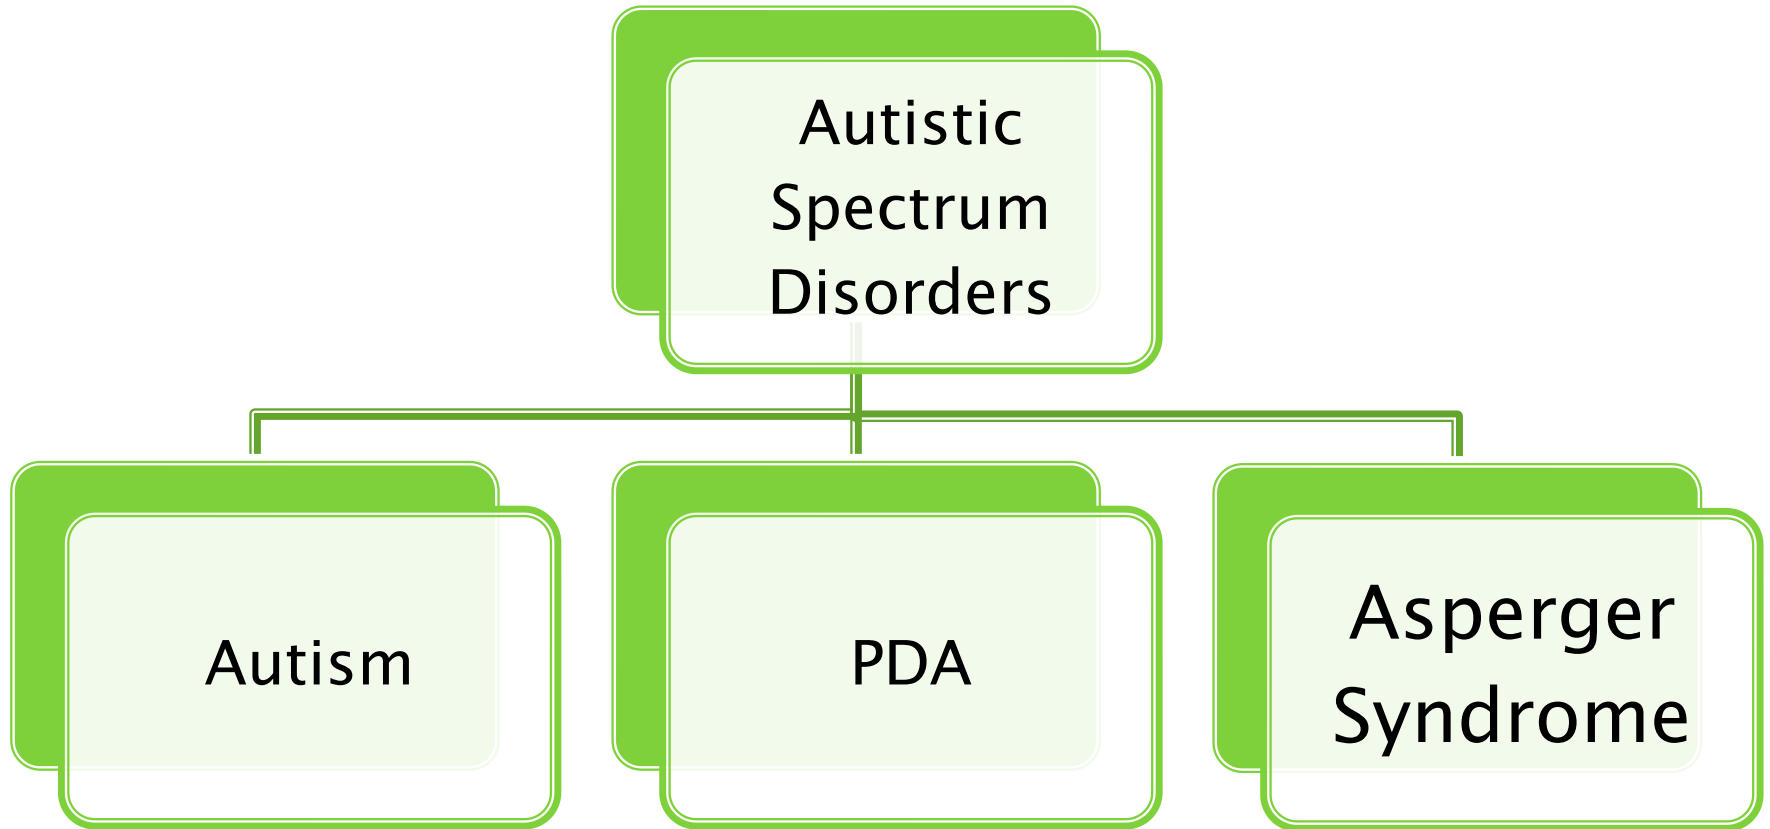 Autistic
Spectrum
Disorders
Autism
PDA
Asperger
Syndrome